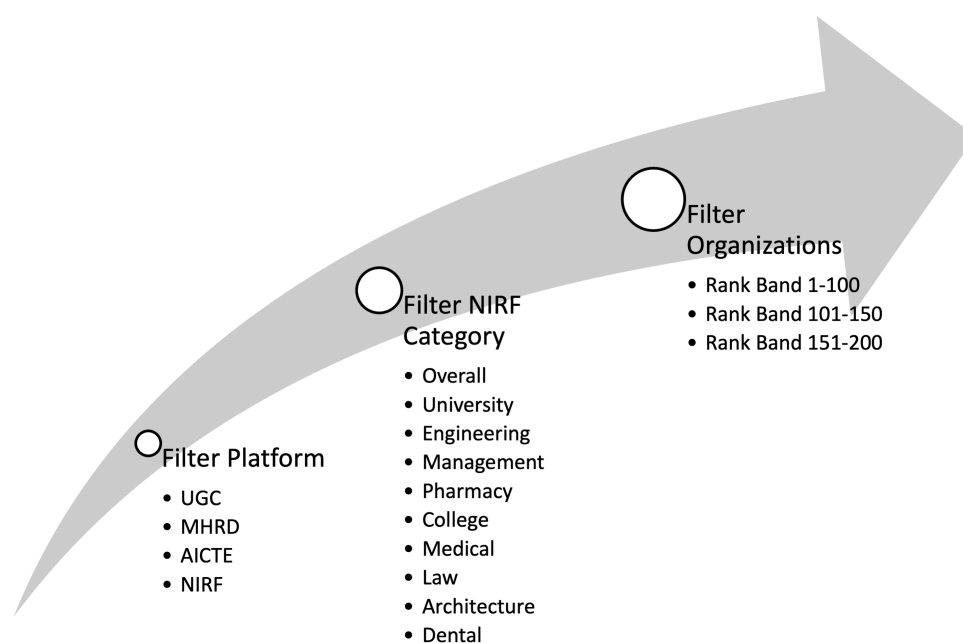 Filter Platform
• UGC
• MHRD
• AICTE
• NIRF
Filter NIRF
Category
• Overall
• University
• Engineering
• Management
• Pharmacy
• College
• Medical
• Law
• Architecture
• Dental
Filter
Organizations
• Rank Band 1-100
• Rank Band 101-150
• Rank Band 151-200